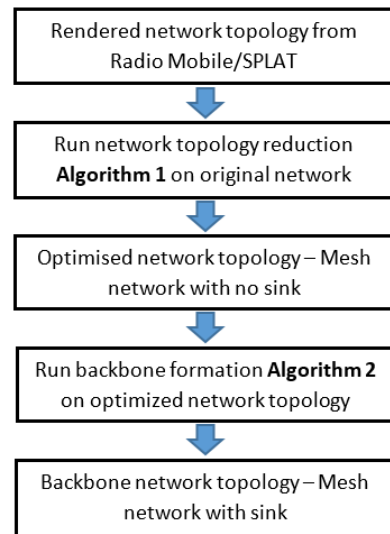 Rendered network topology from
Radio Mobile/SPLAT
Run network topology reduction
Algorithm 1 on original network
Optimised network topology – Mesh
network with no sink
Run backbone formation Algorithm 2
on optimized network topology
Backbone network topology – Mesh
network with sink